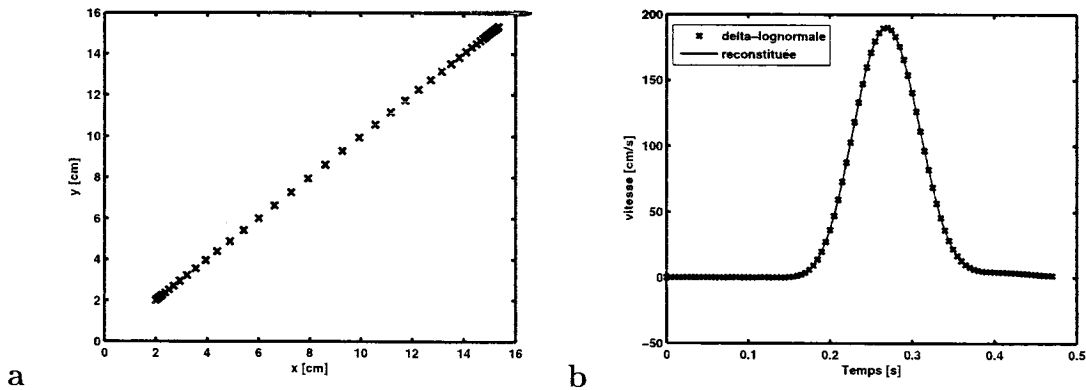 16
14
12
10
8
6
4
2
0
y [cm]
0 2 4 6 8 10 12 14 16
x [cm]
a
200
150
100
50
0
−50
vitesse [cm/s]
delta−lognormale
reconstituée
0 0.1 0.2 0.3 0.4 0.5
Temps [s]
b